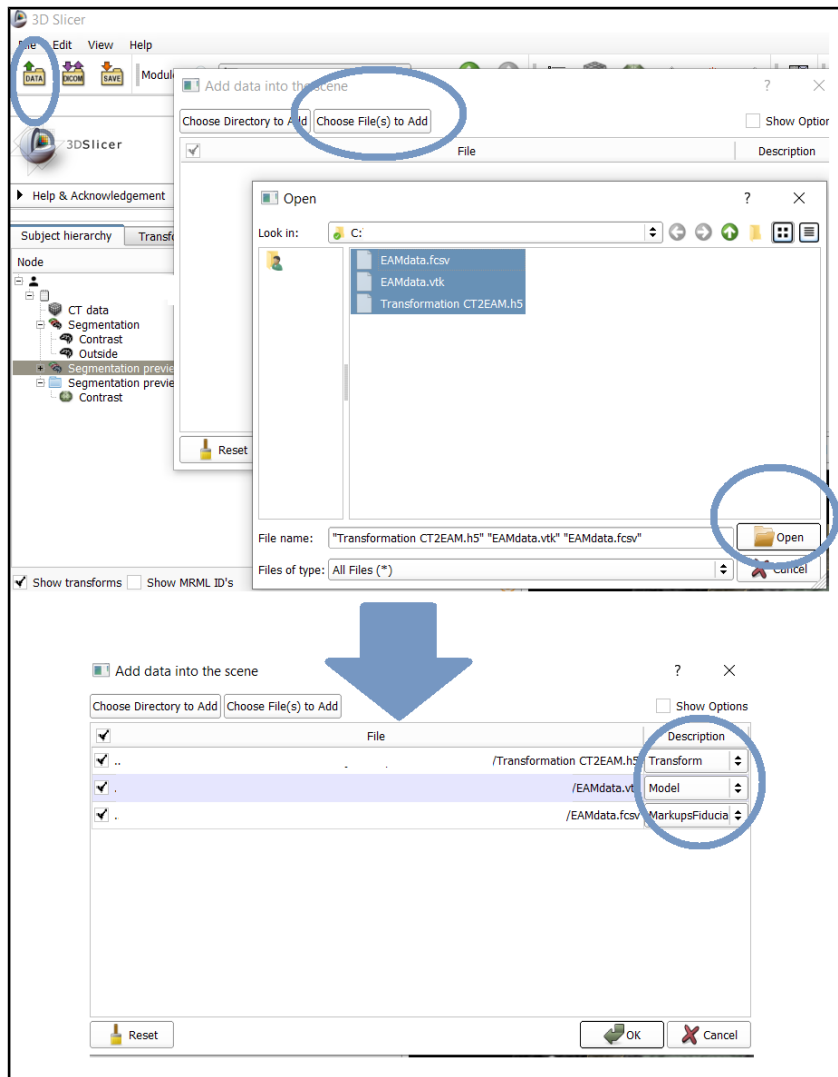 3D Slicer
File Edit View Help
DATA DICOM SAVE Modul
Add data into the scene ? ×
Choose Directory to Add Choose File(s) to Add Show Option
File Description
3DSlicer
Help & Acknowledgement
Open ? ×
Look in: C:
Subject hierarchy Transfo
Node
EAMdata.fcsv
EAMdata.vtk
Transformation CT2EAM.h5
CT data
Segmentation
Contrast
Outside
Segmentation previe
Segmentation previe
Contrast
Reset
File name: "Transformation CT2EAM.h5" "EAMdata.vtk" "EAMdata.fcsv" Open
Files of type: All Files (*) Cancel
Show transforms Show MRML ID's
Add data into the scene ? ×
Choose Directory to Add Choose File(s) to Add Show Options
File Description
.. /Transformation CT2EAM.h5 Transform
. /EAMdata.vtk Model
. /EAMdata.fcsv MarkupsFiducia
Reset OK Cancel